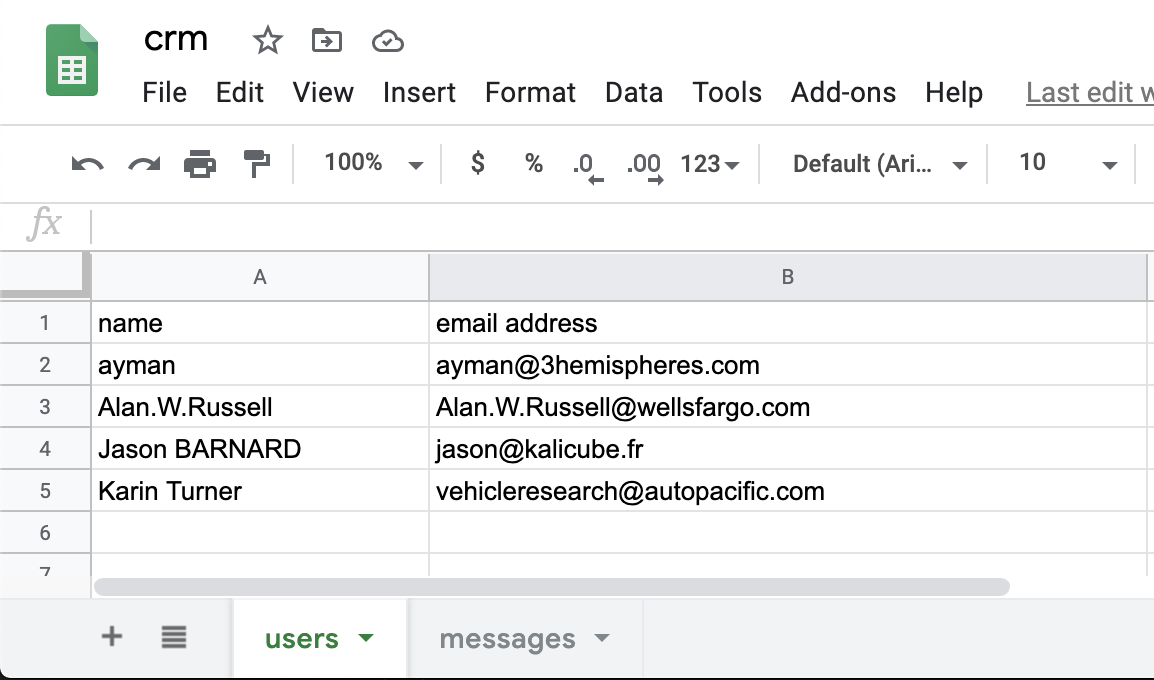 crm
File Edit View Insert Format Data Tools Add-ons Help Last edit w
100% $ % .0 .00 123 Default (Ari... 10
fx
A B
1 name email address
2 ayman ayman@3hemispheres.com
3 Alan.W.Russell Alan.W.Russell@wellsfargo.com
4 Jason BARNARD jason@kalicube.fr
5 Karin Turner vehicleresearch@autopacific.com
6
7
+ users messages